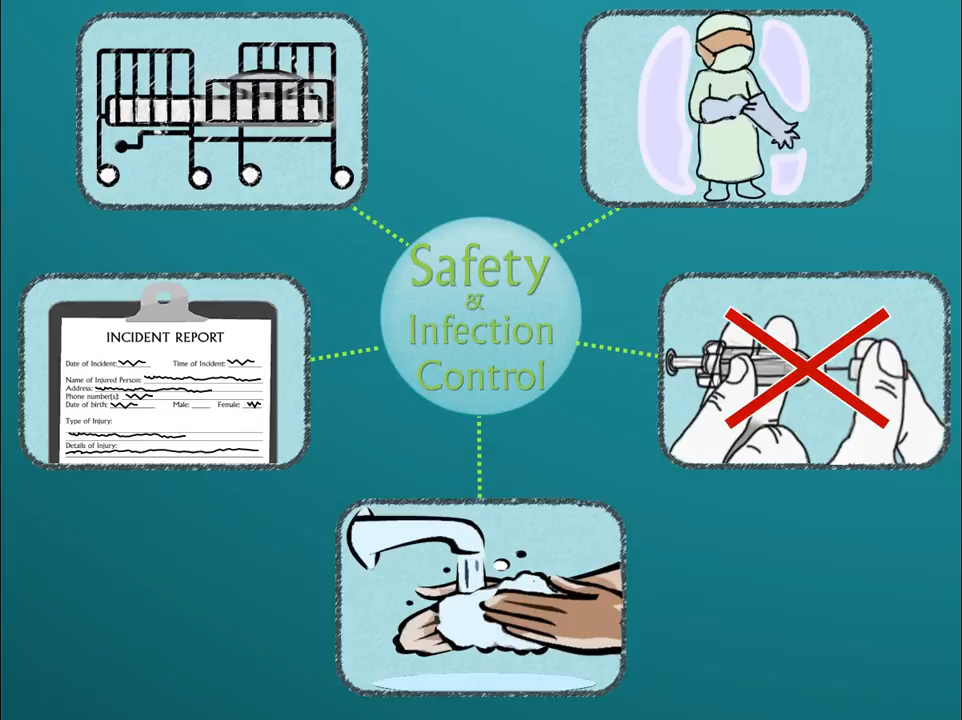 Safety
&
Infection
Control
INCIDENT REPORT
Date of Incident: Time of Incident:
Name of Injured Person:
Address:
Phone number(s):
Date of birth: Male: Female:
Type of Injury:
Details of Injury: